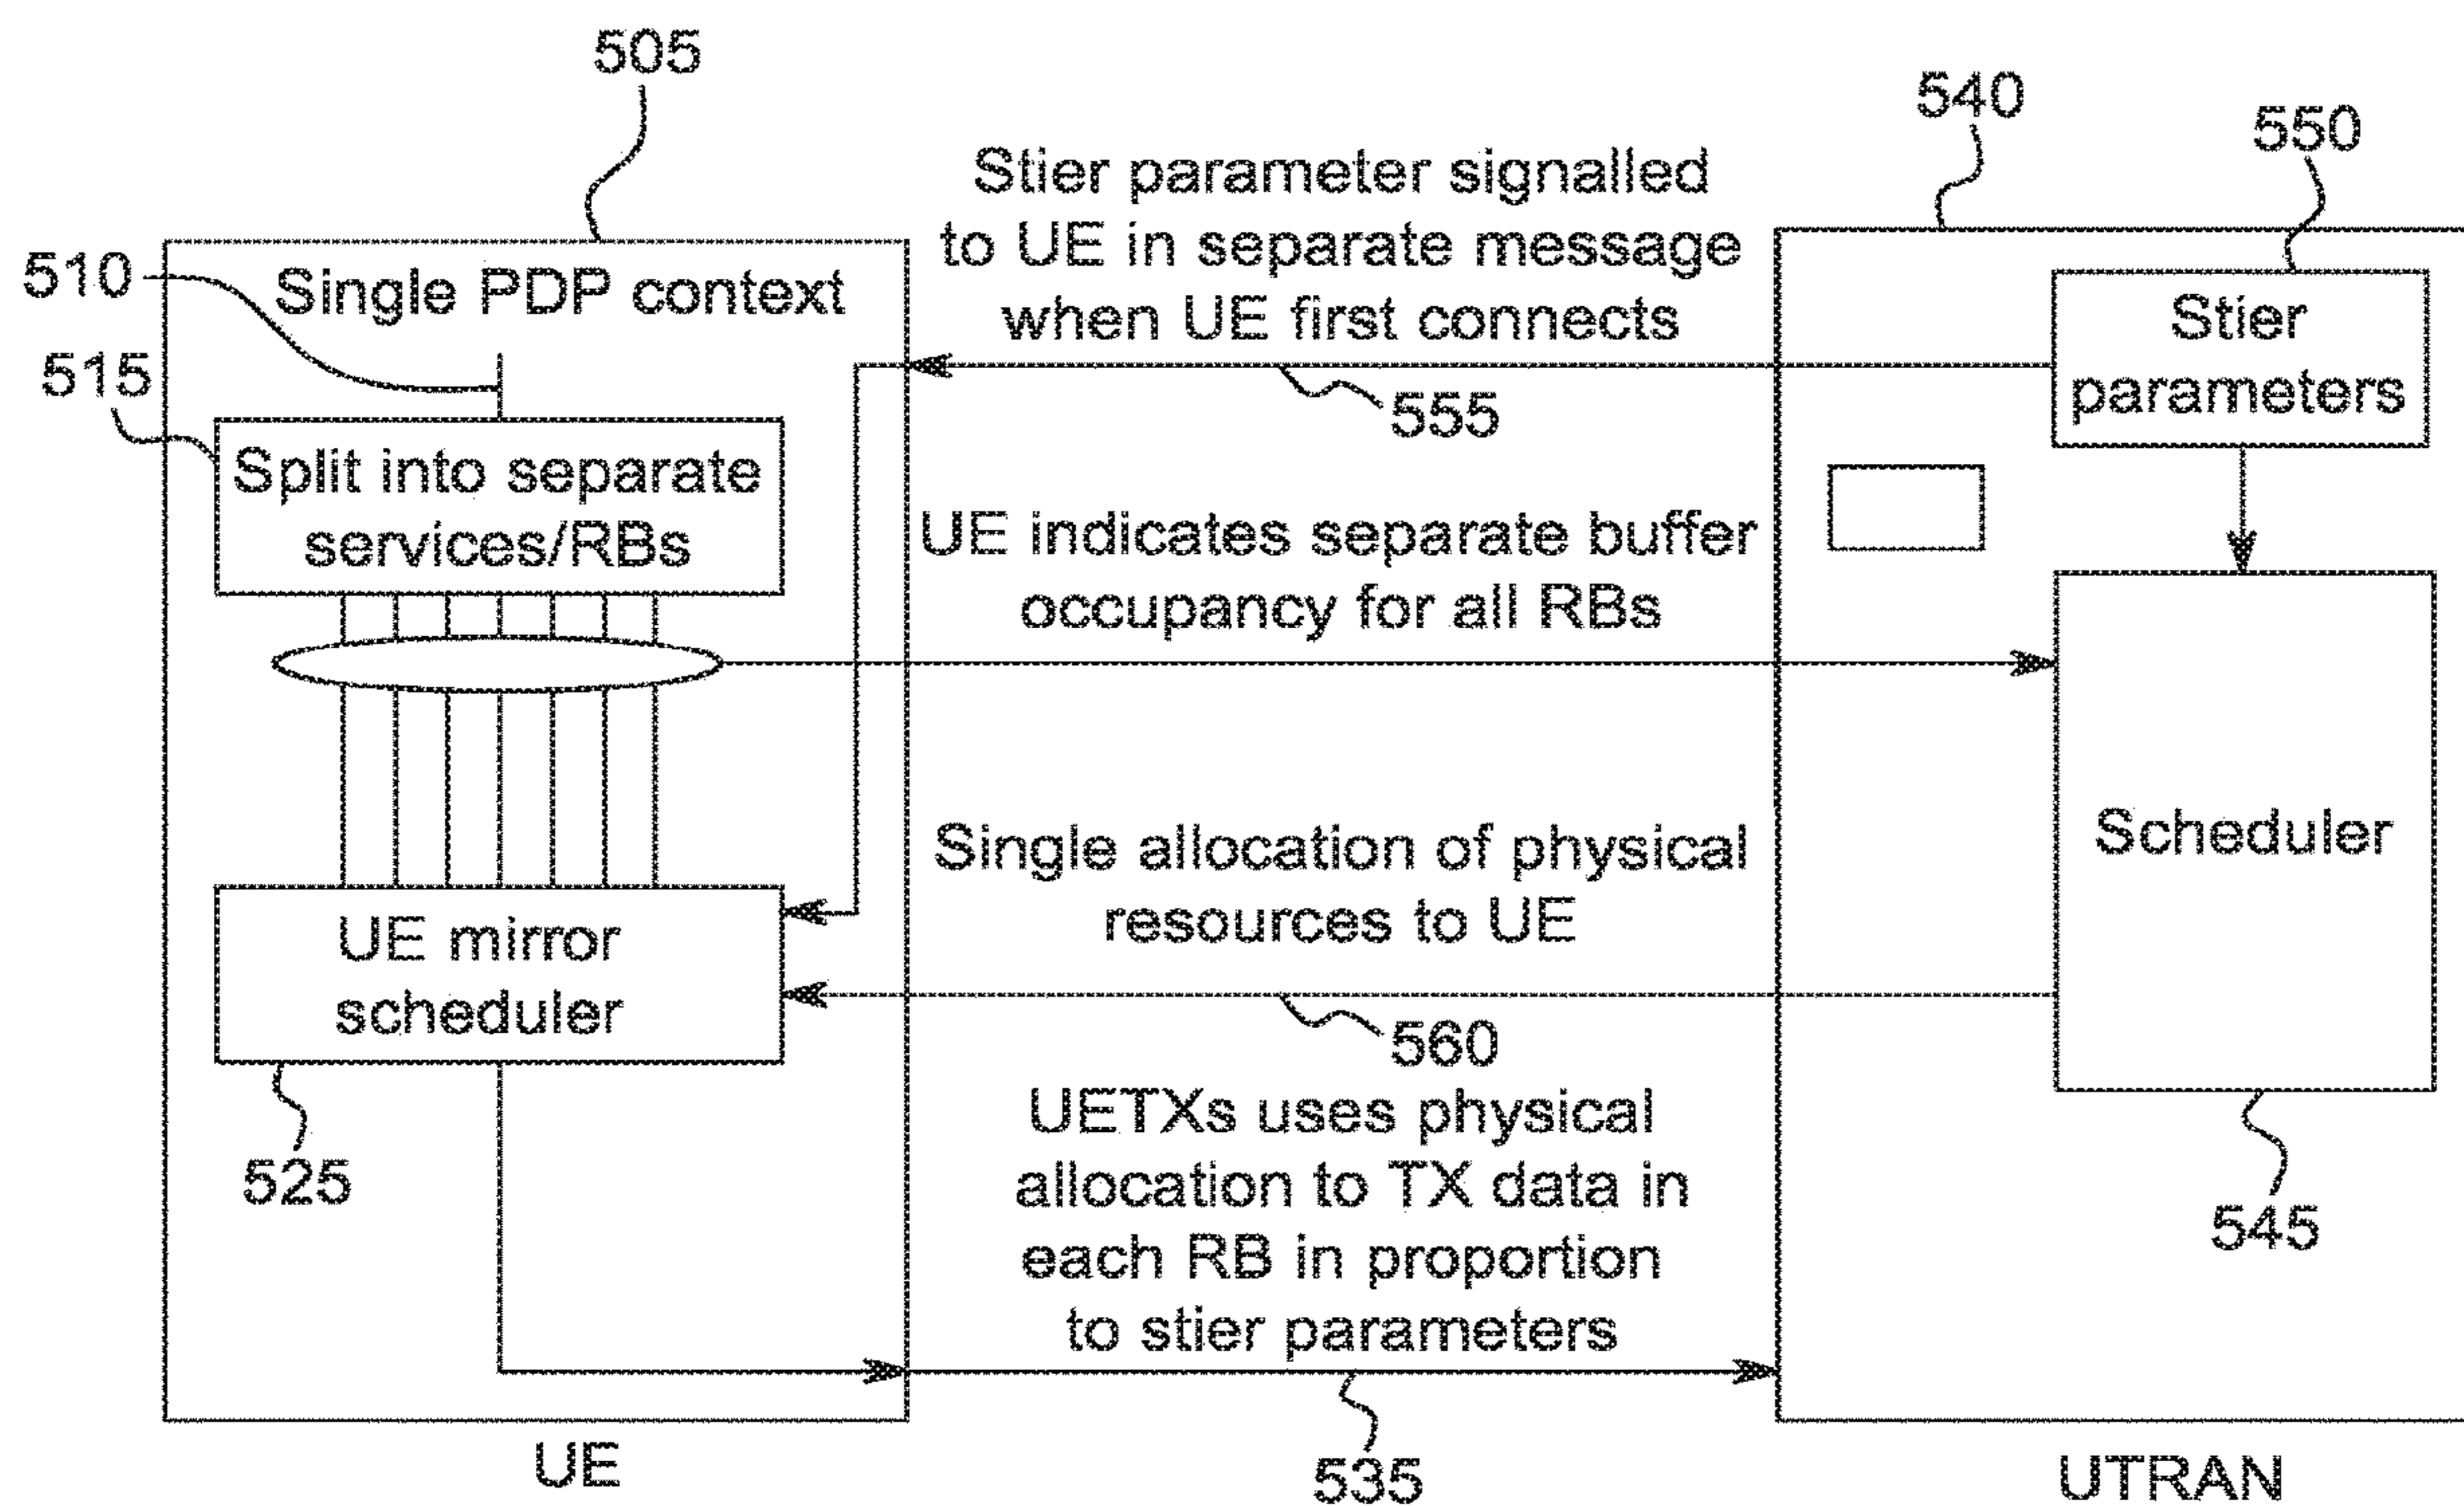 505
540
550
510
Single PDP context
515
Split into separate
services/RBs
Stier parameter signalled
to UE in separate message
when UE first connects
555
Stier
parameters
UE indicates separate buffer
occupancy for all RBs
Single allocation of physical
resources to UE
560
Scheduler
545
UE mirror
scheduler
525
UETXs uses physical
allocation to TX data in
each RB in proportion
to stier parameters
535
UE
UTRAN